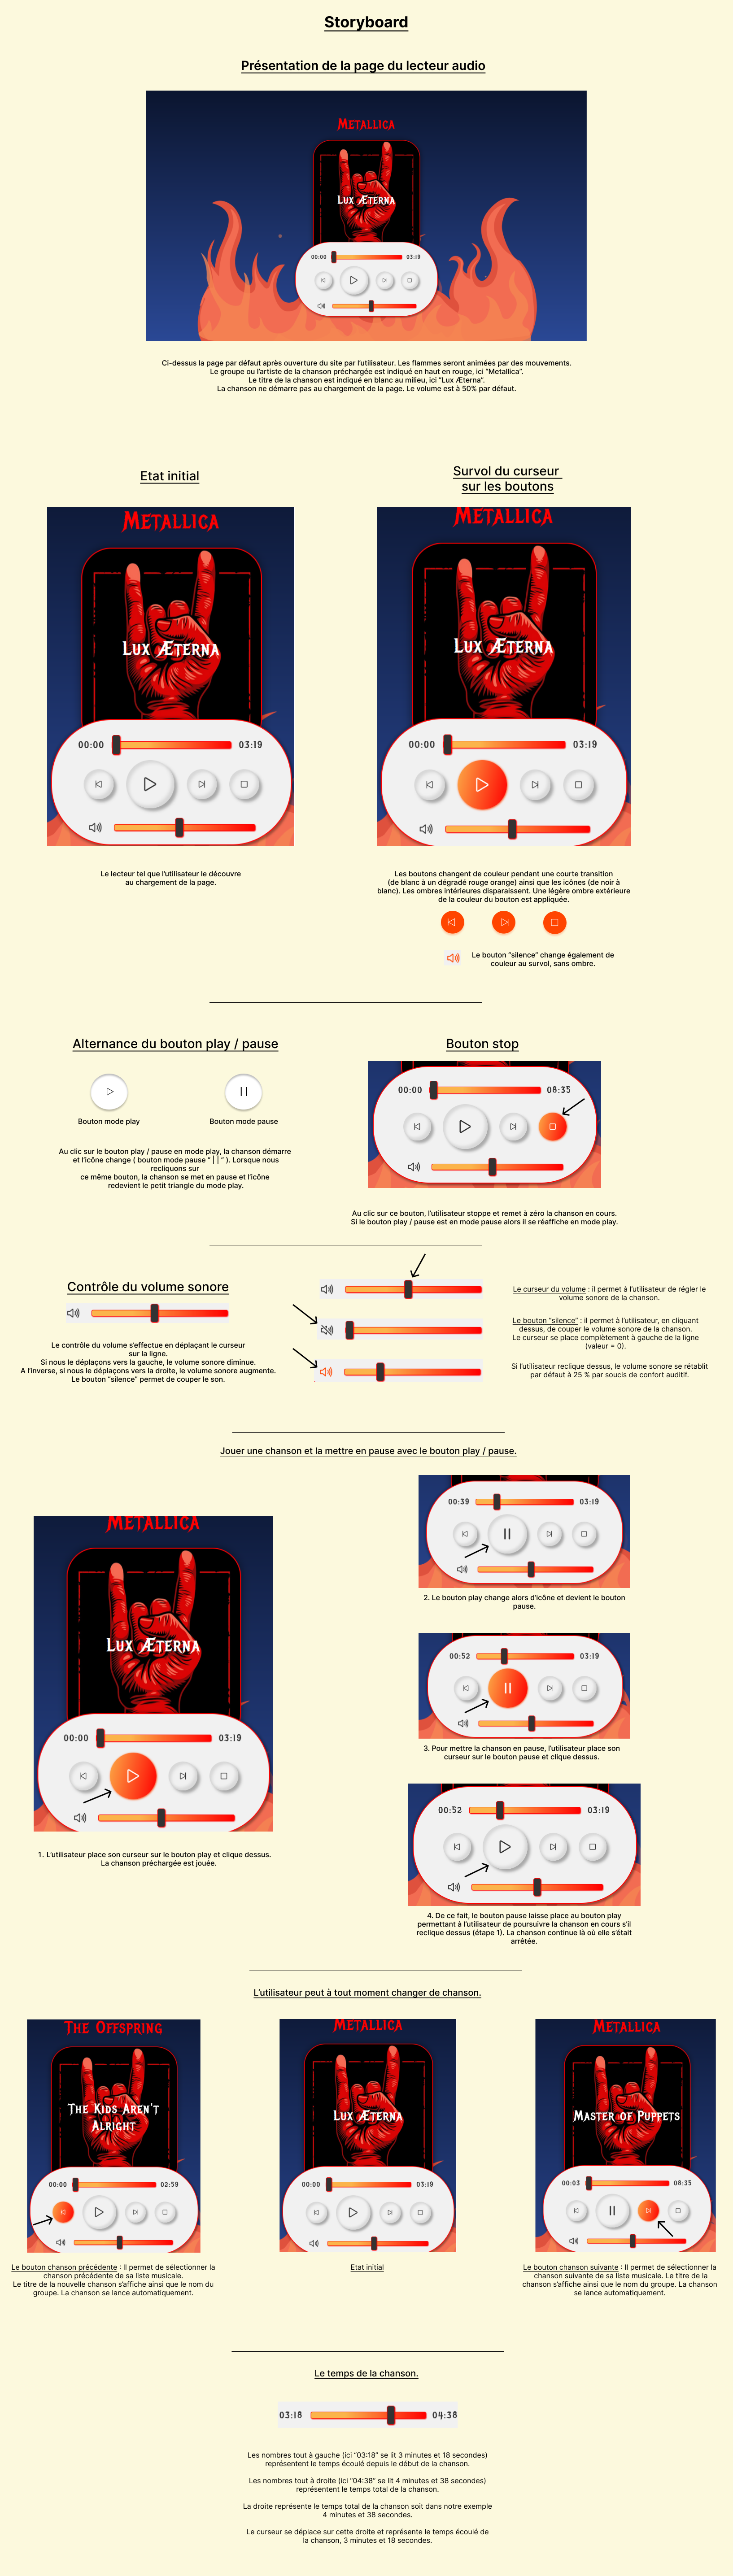 Storyboard
Présentation de la page du lecteur audio
Metallica
Lux Æterna
00:00
03:19
Ci-dessus la page par défaut après ouverture du site par l'utilisateur. Les flammes seront animées par des mouvements.
Le groupe ou l'artiste de la chanson préchargée est indiqué en haut en rouge, ici "Metallica".
Le titre de la chanson est indiqué en blanc au milieu, ici "Lux Æterna".
La chanson ne démarre pas au chargement de la page. Le volume est à 50% par défaut.
Etat initial
Metallica
Lux Æterna
00:00
03:19
Le lecteur tel que l'utilisateur le découvre
au chargement de la page.
Survol du curseur
sur les boutons
Metallica
Lux Æterna
00:00
03:19
Les boutons changent de couleur pendant une courte transition
(de blanc à un dégradé rouge orange) ainsi que les icônes (de noir à
blanc). Les ombres intérieures disparaissent. Une légère ombre extérieure
de la couleur du bouton est appliquée.
Le bouton "silence" change également de
couleur au survol, sans ombre.
Alternance du bouton play / pause
Bouton mode play
Bouton mode pause
Au clic sur le bouton play / pause en mode play, la chanson démarre
et l'icône change ( bouton mode pause " | | " ). Lorsque nous
recliquons sur
ce même bouton, la chanson se met en pause et l'icône
redevient le petit triangle du mode play.
Bouton stop
00:00
08:35
Au clic sur ce bouton, l'utilisateur stoppe et remet à zéro la chanson en cours.
Si le bouton play / pause est en mode pause alors il se réaffiche en mode play.
Contrôle du volume sonore
Le contrôle du volume s'effectue en déplaçant le curseur
sur la ligne.
Si nous le déplaçons vers la gauche, le volume sonore diminue.
A l'inverse, si nous le déplaçons vers la droite, le volume sonore augmente.
Le bouton "silence" permet de couper le son.
Le curseur du volume : il permet à l'utilisateur de régler le
volume sonore de la chanson.
Le bouton "silence" : il permet à l'utilisateur, en cliquant
dessus, de couper le volume sonore de la chanson.
Le curseur se place complètement à gauche de la ligne
(valeur = 0).
Si l'utilisateur reclique dessus, le volume sonore se rétablit
par défaut à 25 % par soucis de confort auditif.
Jouer une chanson et la mettre en pause avec le bouton play / pause.
Metallica
Lux Æterna
00:00
03:19
1. L'utilisateur place son curseur sur le bouton play et clique dessus.
La chanson préchargée est jouée.
00:39
03:19
2. Le bouton play change alors d'icône et devient le bouton
pause.
00:52
03:19
3. Pour mettre la chanson en pause, l'utilisateur place son
curseur sur le bouton pause et clique dessus.
00:52
03:19
4. De ce fait, le bouton pause laisse place au bouton play
permettant à l'utilisateur de poursuivre la chanson en cours s'il
reclique dessus (étape 1). La chanson continue là où elle s'était
arrêtée.
L'utilisateur peut à tout moment changer de chanson.
The Offspring
The Kids Aren't
Alright
00:00
02:59
Le bouton chanson précédente : Il permet de sélectionner la
chanson précédente de sa liste musicale.
Le titre de la nouvelle chanson s'affiche ainsi que le nom du
groupe. La chanson se lance automatiquement.
Metallica
Lux Æterna
00:00
03:19
Etat initial
Metallica
Master of Puppets
00:03
08:35
Le bouton chanson suivante : Il permet de sélectionner la
chanson suivante de sa liste musicale. Le titre de la
chanson s'affiche ainsi que le nom du groupe. La chanson
se lance automatiquement.
Le temps de la chanson.
03:18
04:38
Les nombres tout à gauche (ici "03:18" se lit 3 minutes et 18 secondes)
représentent le temps écoulé depuis le début de la chanson.
Les nombres tout à droite (ici "04:38" se lit 4 minutes et 38 secondes)
représentent le temps total de la chanson.
La droite représente le temps total de la chanson soit dans notre exemple
4 minutes et 38 secondes.
Le curseur se déplace sur cette droite et représente le temps écoulé de
la chanson, 3 minutes et 18 secondes.